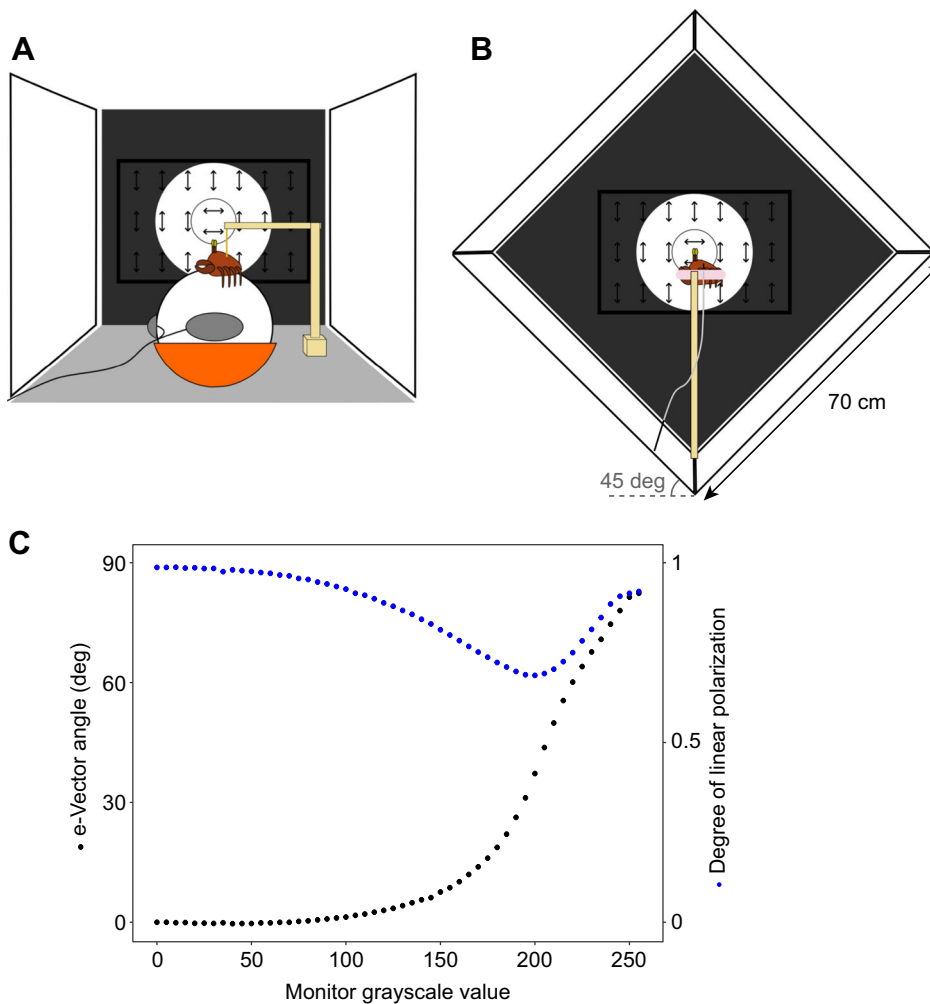 A
B
70 cm
45 deg
C
90
60
30
0
• e-Vector angle (deg)
1
0.5
0
• Degree of linear polarization
0 50 100 150 200 250
Monitor grayscale value